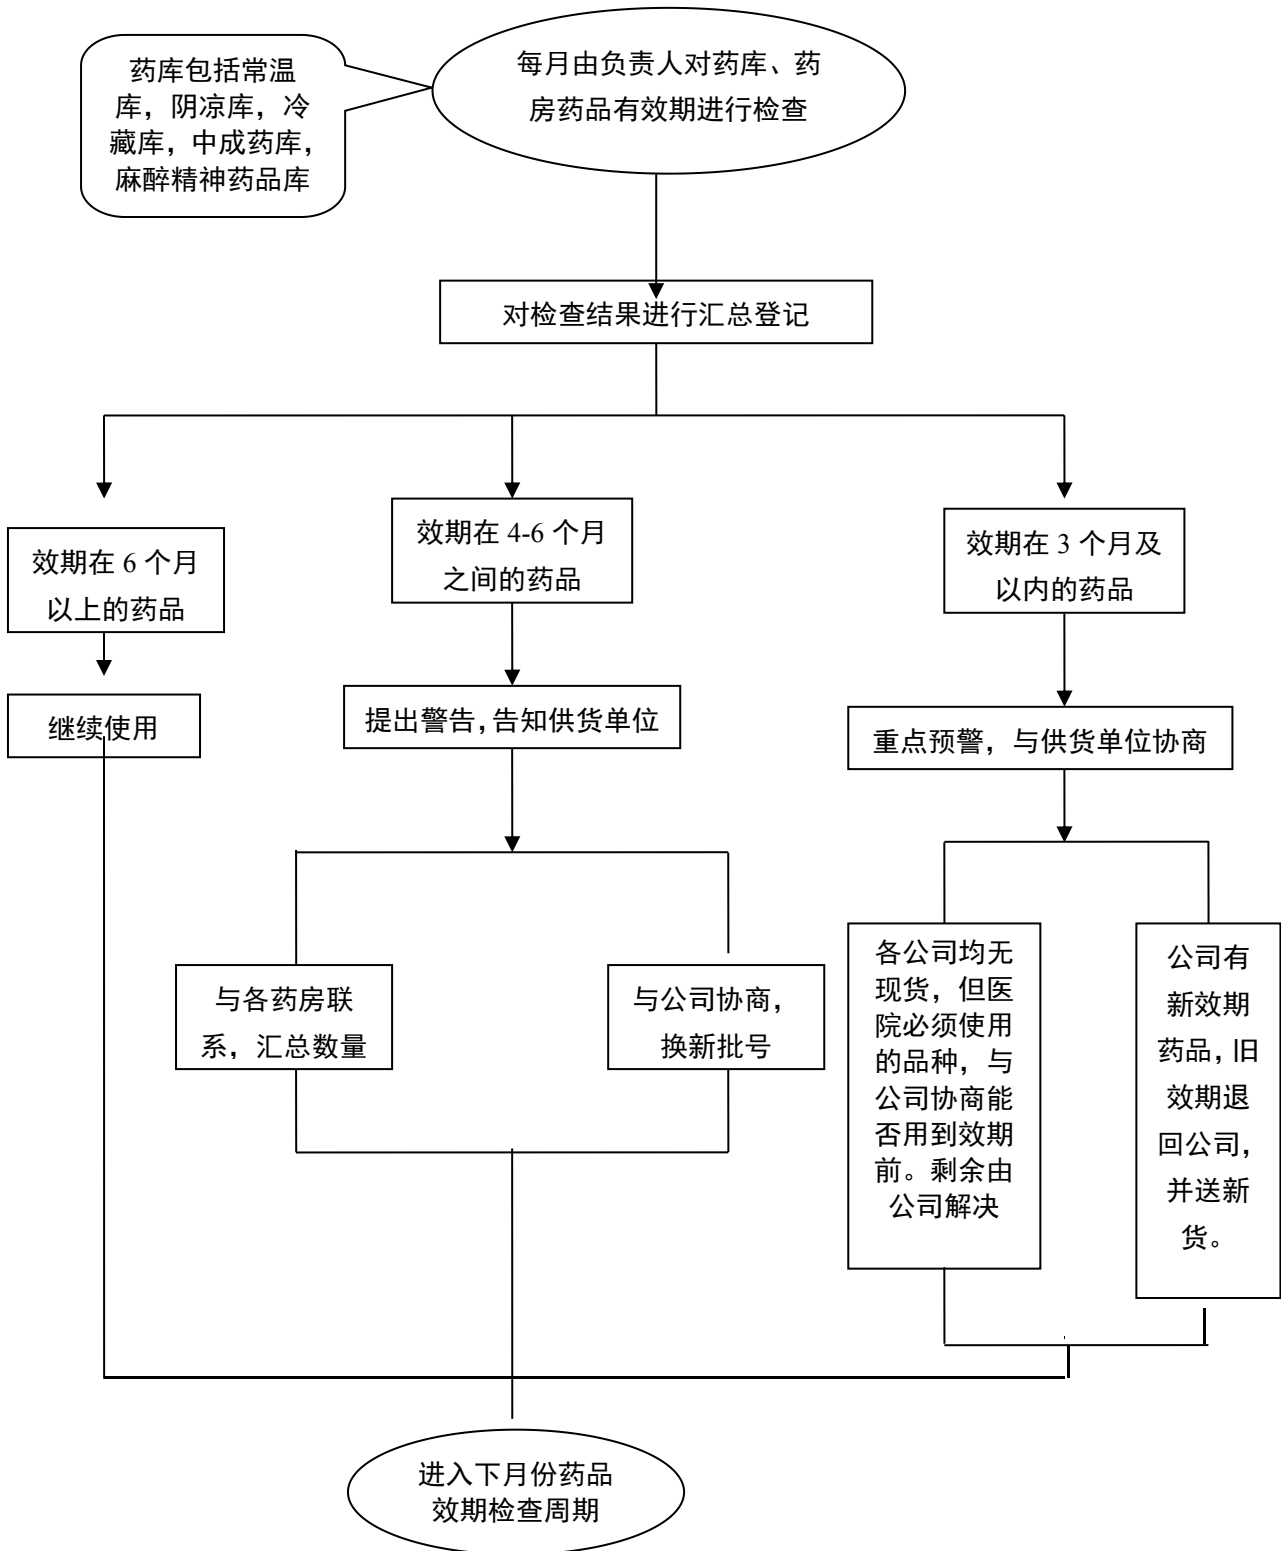 药库包括常温
库，阴凉库，冷
藏库，中成药库，
麻醉精神药品库
每月由负责人对药库、药
房药品有效期进行检查
对检查结果进行汇总登记
效期在 6 个月
以上的药品
效期在 4-6 个月
之间的药品
效期在 3 个月及
以内的药品
继续使用
提出警告，告知供货单位
重点预警，与供货单位协商
与各药房联
系，汇总数量
与公司协商，
换新批号
各公司均无
现货，但医
院必须使用
的品种，与
公司协商能
否用到效期
前。剩余由
公司解决
公司有
新效期
药品，旧
效期退
回公司，
并送新
货。
进入下月份药品
效期检查周期